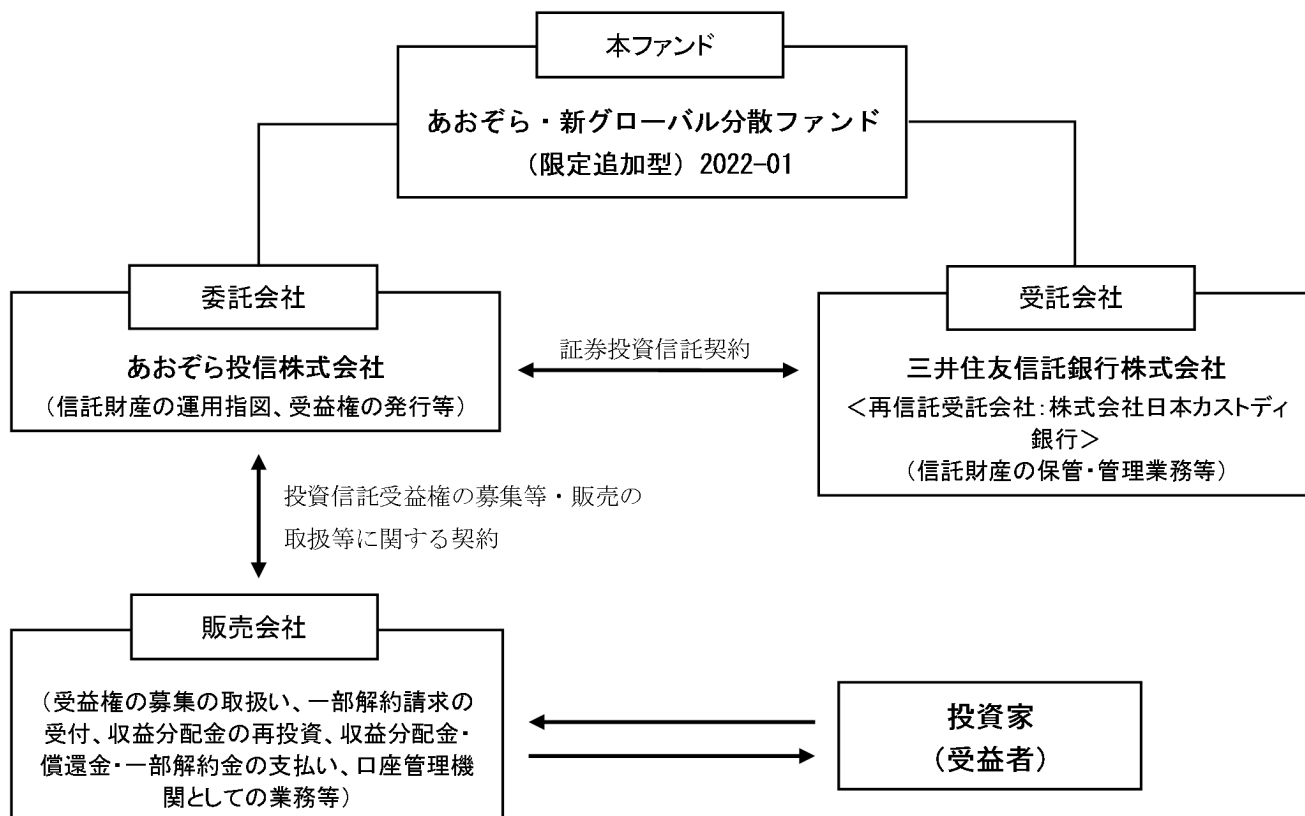 本ファンド
あおぞら・新グローバル分散ファンド
（限定追加型）2022-01
委託会社
あおぞら投信株式会社
（信託財産の運用指図、受益権の発行等）
証券投資信託契約
受託会社
三井住友信託銀行株式会社
＜再信託受託会社：株式会社日本カストディ
銀行＞
（信託財産の保管・管理業務等）
投資信託受益権の募集等・販売の
取扱等に関する契約
販売会社
（受益権の募集の取扱い、一部解約請求の
受付、収益分配金の再投資、収益分配金・
償還金・一部解約金の支払い、口座管理機
関としての業務等）
投資家
（受益者）